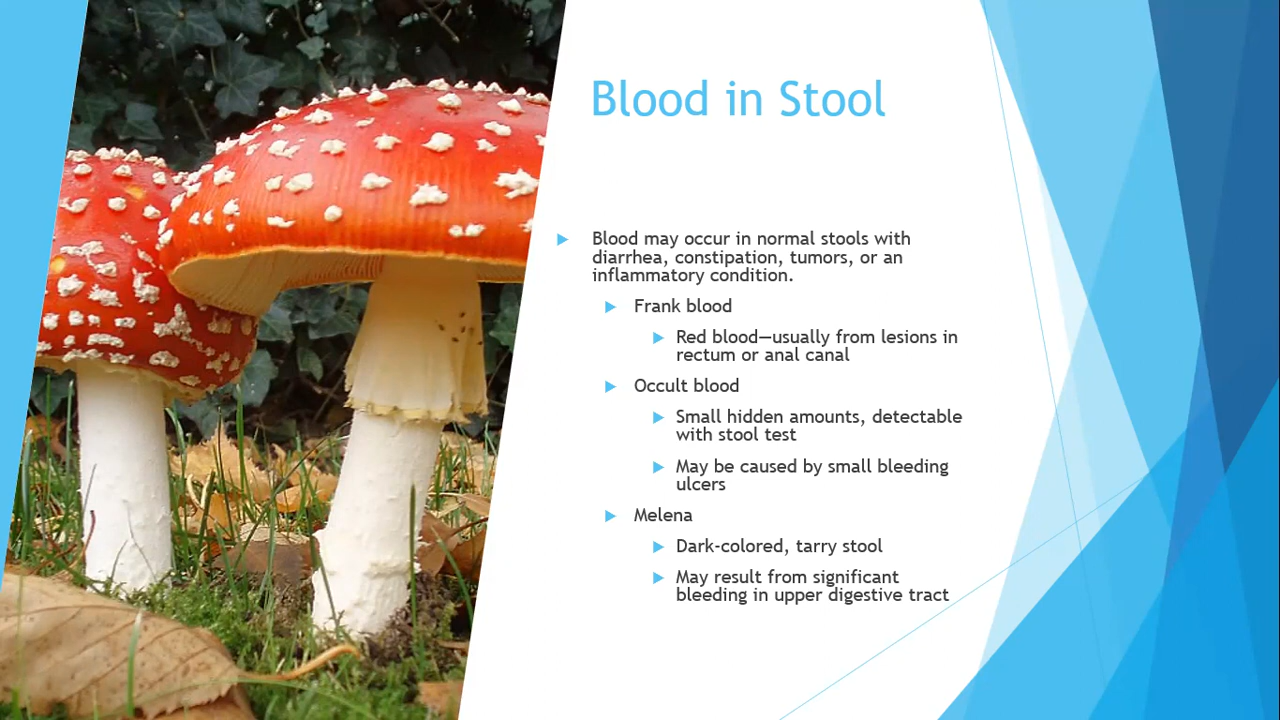 Blood in Stool
Blood may occur in normal stools with
diarrhea, constipation, tumors, or an
inflammatory condition.
Frank blood
Red blood—usually from lesions in
rectum or anal canal
Occult blood
Small hidden amounts, detectable
with stool test
May be caused by small bleeding
ulcers
Melena
Dark-colored, tarry stool
May result from significant
bleeding in upper digestive tract